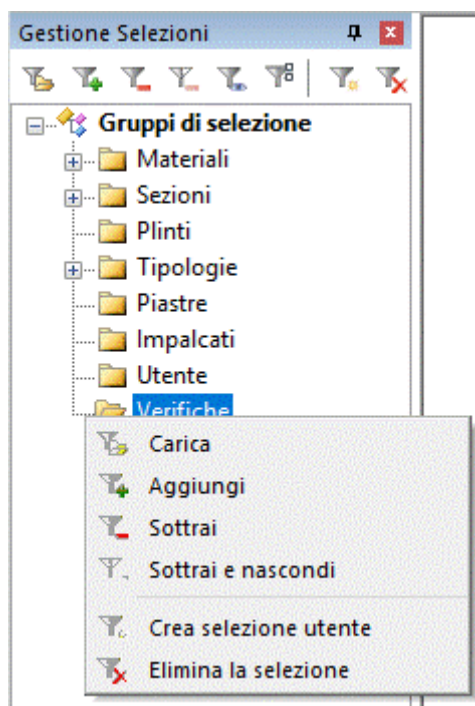 Gestione Selezioni
Gruppi di selezione
Materiali
Sezioni
Plinti
Tipologie
Piastre
Impalcati
Utente
Verifiche
Carica
Aggiungi
Sottrai
Sottrai e nascondi
Crea selezione utente
Elimina la selezione